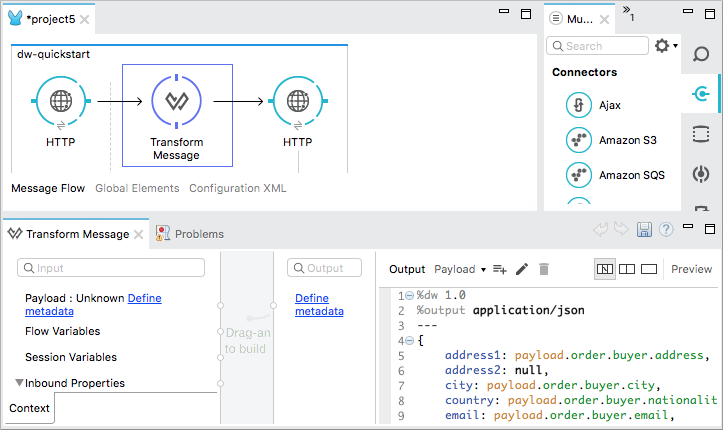 *project5
Mu...
»1
dw-quickstart
HTTP
Transform
Message
HTTP
Message Flow Global Elements Configuration XML
Search
Connectors
Ajax
Amazon S3
Amazon SQS
Transform Message
Problems
Input
Payload : Unknown Define
metadata
Flow Variables
Session Variables
Inbound Properties
Context
Drag-an
to build
Output
Define
metadata
Output Payload Preview
1 %dw 1.0
2 %output application/json
3 ---
4 {
5 address1: payload.order.buyer.address,
6 address2: null,
7 city: payload.order.buyer.city,
8 country: payload.order.buyer.nationalit
9 email: payload.order.buyer.email,